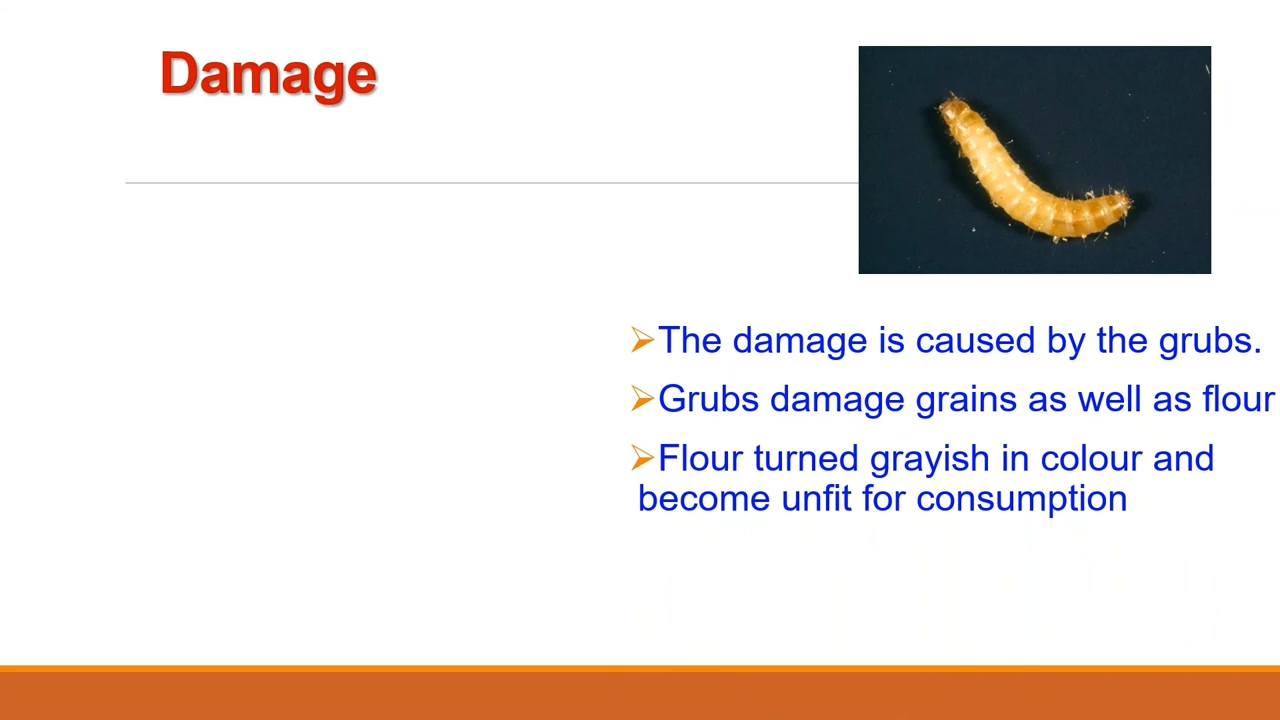 Damage
➢The damage is caused by the grubs.
➢Grubs damage grains as well as flour
➢Flour turned grayish in colour and
become unfit for consumption